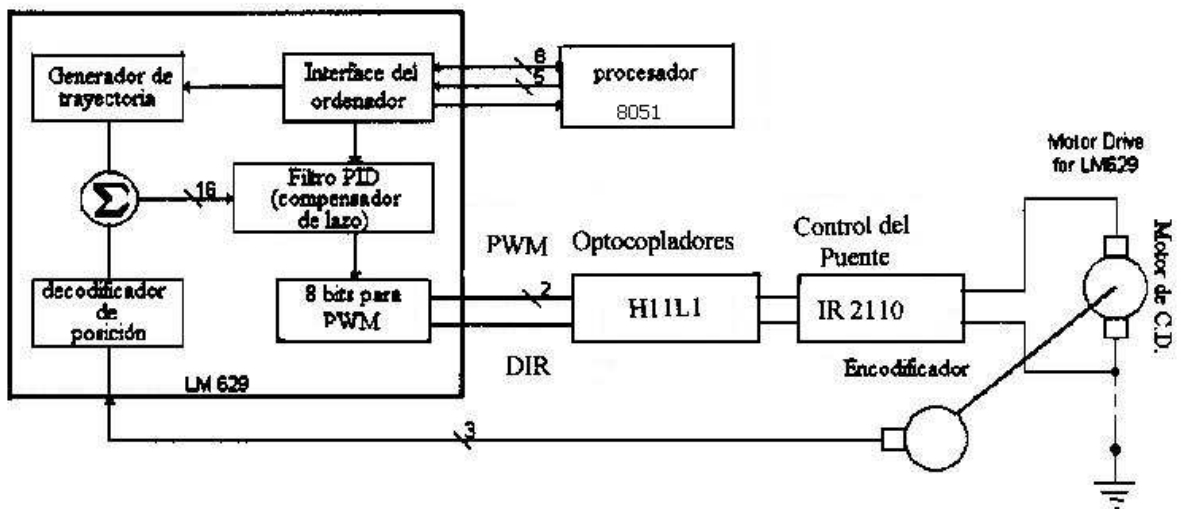 Generador de
trayectoria
Interface del
ordenador
8
5
procesador
8051
Σ
16
Filtro PID
(compensador
de lazo)
decodificador
de
posición
8 bits para
PWM
LM 629
PWM
2
DIR
Optocopladores
H11L1
Control del
Puente
IR 2110
Motor Drive
for LM629
Motor de C.D.
Encodificador
3